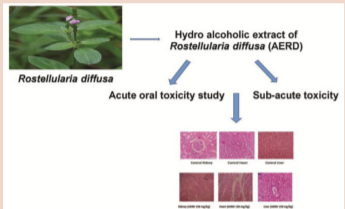 Hydro alcoholic extract of
Rostellularia diffusa (AERD)
Rostellularia diffusa
Acute oral toxicity study
Sub-acute toxicity
Control Kidney
Control Heart
Control Liver